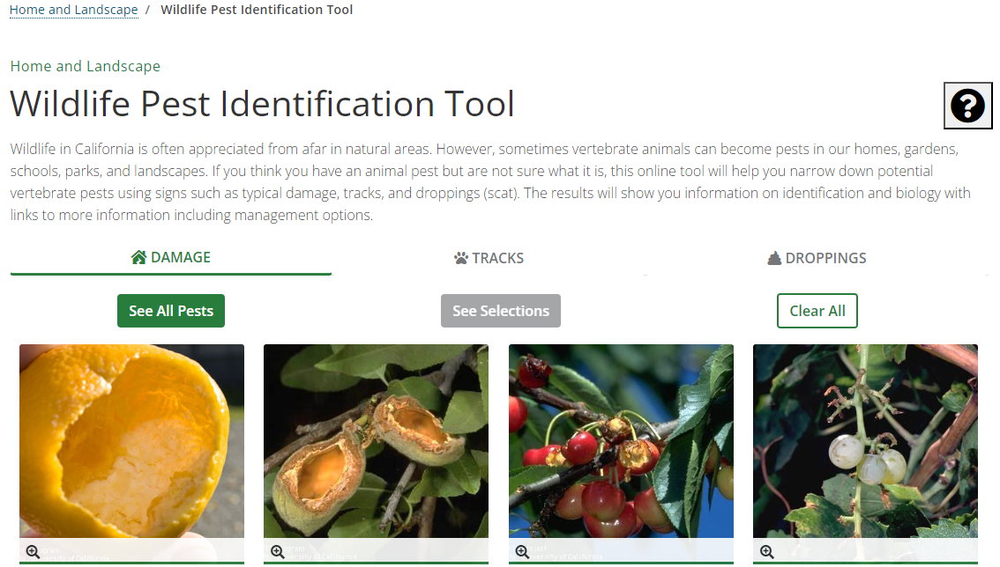 Home and Landscape / Wildlife Pest Identification Tool
Home and Landscape
Wildlife Pest Identification Tool
?
Wildlife in California is often appreciated from afar in natural areas. However, sometimes vertebrate animals can become pests in our homes, gardens,
schools, parks, and landscapes. If you think you have an animal pest but are not sure what it is, this online tool will help you narrow down potential
vertebrate pests using signs such as typical damage, tracks, and droppings (scat). The results will show you information on identification and biology with
links to more information including management options.
DAMAGE
TRACKS
DROPPINGS
See All Pests
See Selections
Clear All
University of California